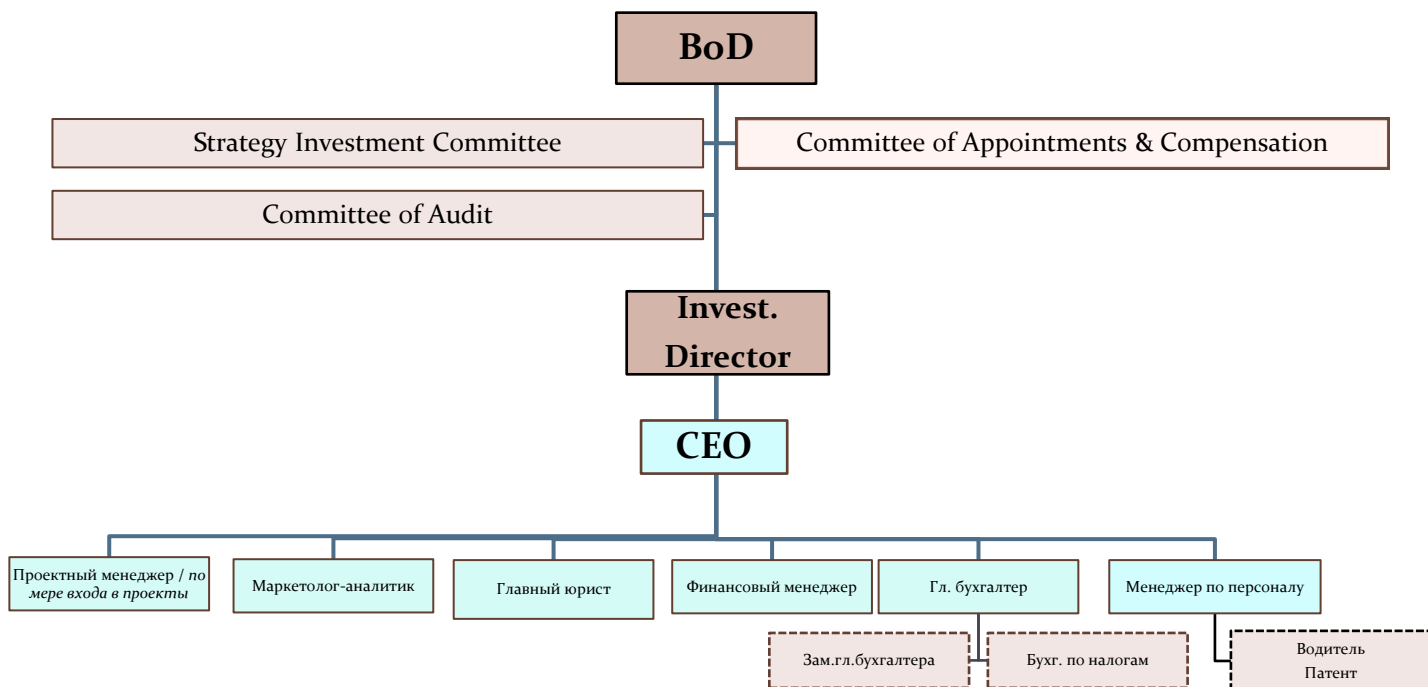 BoD
Strategy Investment Committee
Committee of Appointments & Compensation
Committee of Audit
Invest.
Director
CEO
Проектный менеджер / по
мере входа в проекты
Маркетолог-аналитик
Главный юрист
Финансовый менеджер
Гл. бухгалтер
Менеджер по персоналу
Зам.гл.бухгалтера
Бухг. по налогам
Водитель
Патент